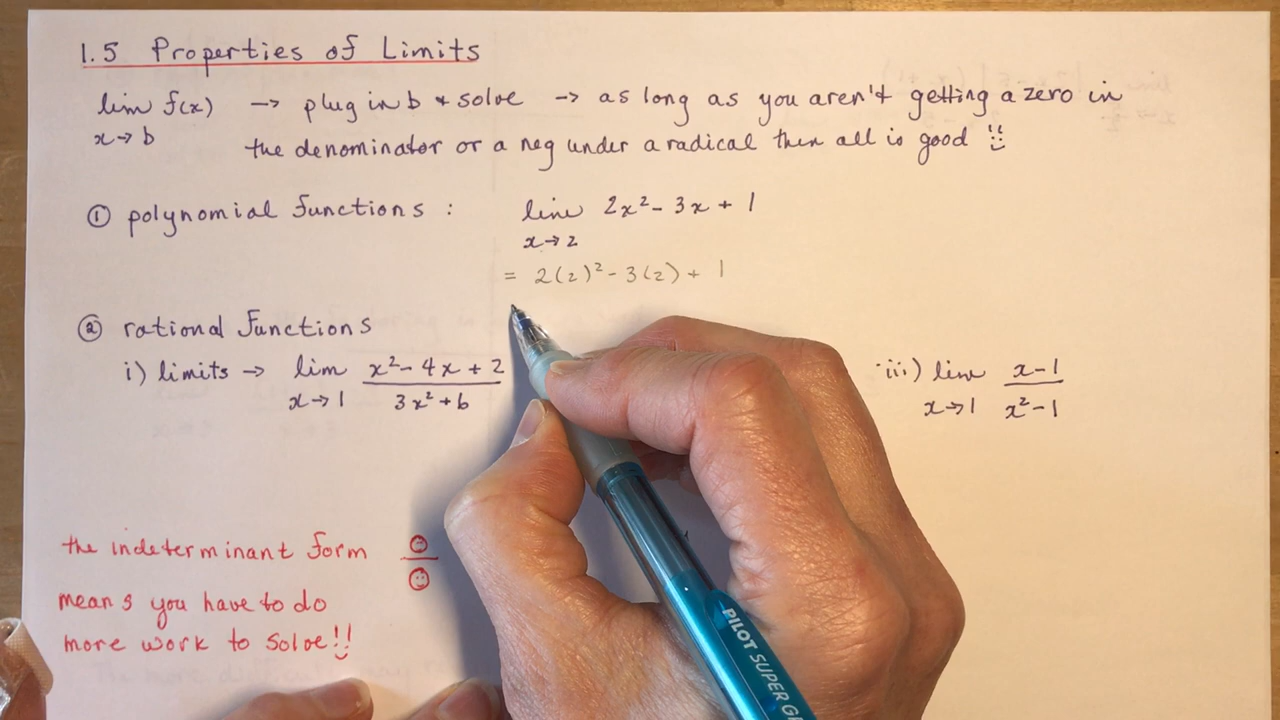 1.5 Properties of Limits
lim f(x) → plug in b & solve → as long as you aren't getting a zero in
x→b the denominator or a neg under a radical then all is good
① polynomial functions : lim 2x² - 3x + 1
x→2
= 2(2)² - 3(2) + 1
② rational functions
i) limits → lim x² - 4x + 2 / 3x² + 6
x→1
iii) lim x-1 / x²-1
x→1
the indeterminant form 0/0
means you have to do
more work to solve!!
PILOT SUPER GR